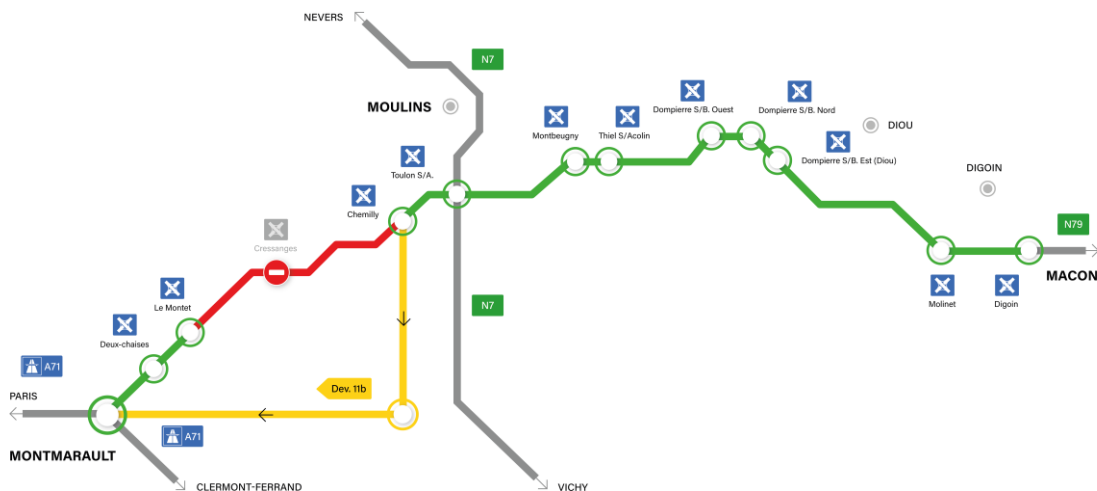 NEVERS
N7
MOULINS
Dompierre S/B. Ouest
Dompierre S/B. Nord
DIOU
Montbeugny
Thiel S/Acolin
Toulon S/A.
Dompierre S/B. Est (Diou)
DIGOIN
Chemilly
N79
Cressanges
MACON
Le Montet
N7
Molinet
Digoin
Deux-chaises
A71
Dev. 11b
PARIS
A71
MONTMARAULT
CLERMONT-FERRAND
VICHY